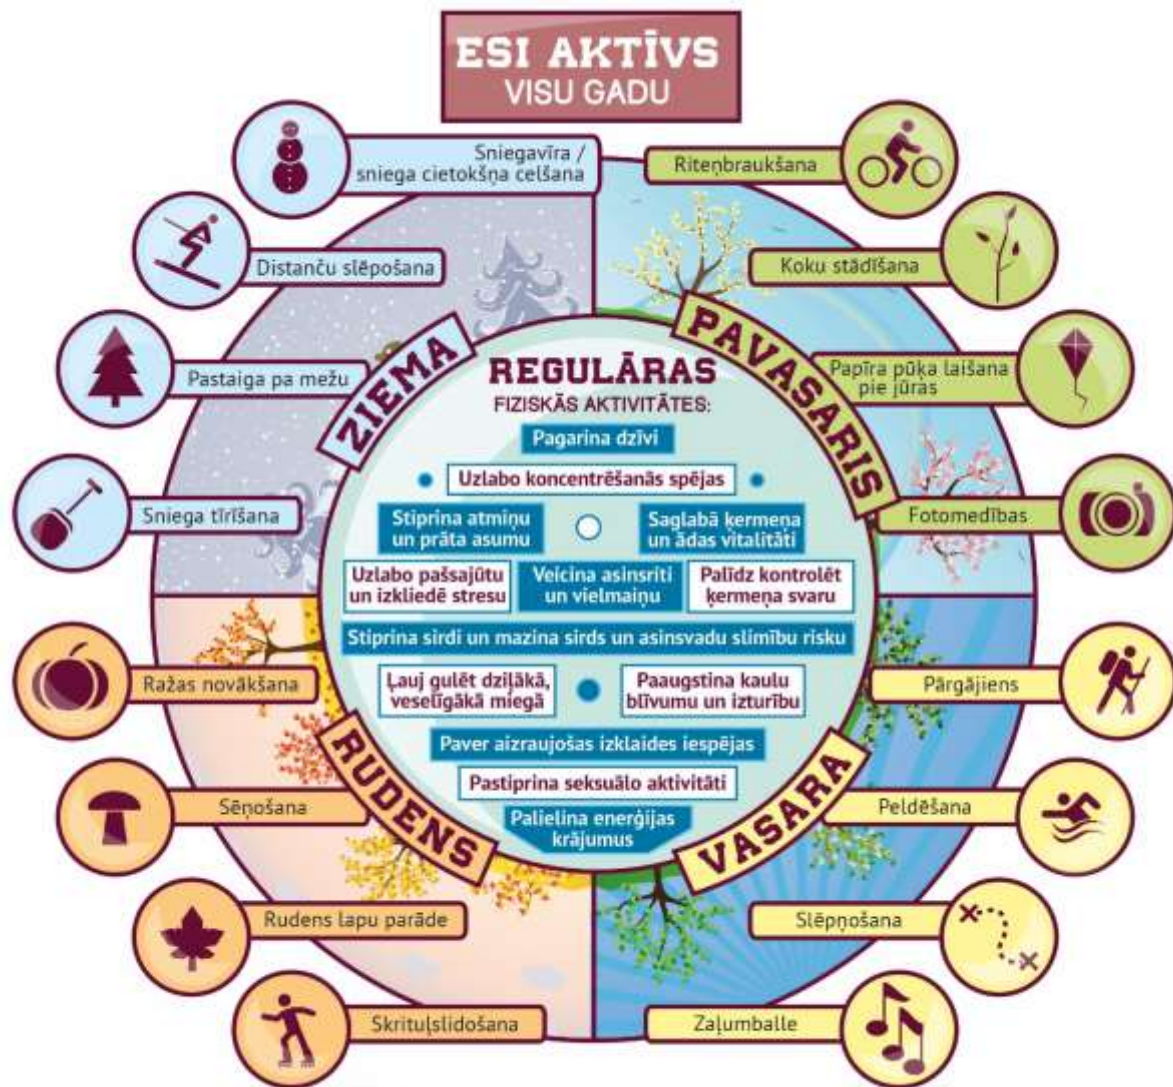 ESI AKTĪVS
VISU GADU
Sniegavīra /
sniega cietokšņa celšana
Distanču slēpošana
Pastaiga pa mežu
Sniega tīrīšana
ZIEMA
Riteņbraukšana
Koku stādīšana
Papīra pūķa laišana
pie jūras
Fotomedības
PAVASARIS
REGULĀRAS
FIZISKĀS AKTIVITĀTES:
Pagarina dzīvi
Uzlabo koncentrēšanās spējas
Stiprina atmiņu
un prāta asumu
Saglabā ķermeņa
un ādas vitalitāti
Uzlabo pašsajūtu
un izkliedē stresu
Veicina asinsriti
un vielmaiņu
Palīdz kontrolēt
ķermeņa svaru
Stiprina sirdi un mazina sirds un asinsvadu slimību risku
Ļauj gulēt dziļākā,
veselīgākā miegā
Paaugstina kaulu
blīvumu un izturību
Paver aizraujošas izklaides iespējas
Pastiprina seksuālo aktivitāti
Palielina enerģijas
krājumus
Ražas novākšana
Sēņošana
Rudens lapu parāde
Skrituļslidošana
RUDENS
Pārgājiens
Peldēšana
Slēpņošana
Zaļumballe
VASARA